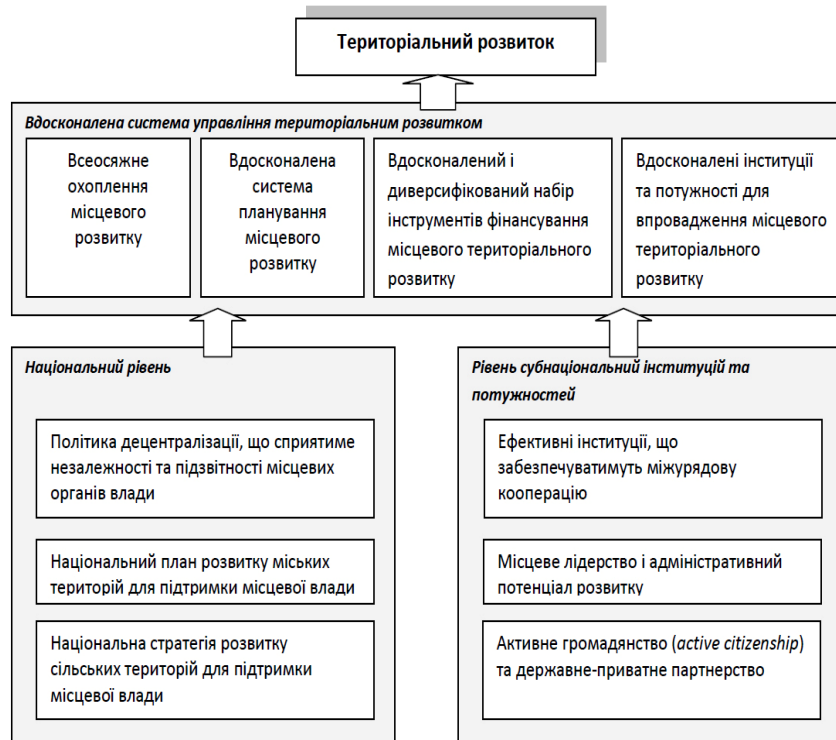 Територіальний розвиток
Вдосконалена система управління територіальним розвитком
Всеосяжне
охоплення
місцевого
розвитку
Вдосконалена
система
планування
місцевого
розвитку
Вдосконалений і
диверсифікований набір
інструментів фінансування
місцевого територіального
розвитку
Вдосконалені інституції
та потужності для
впровадження місцевого
територіального
розвитку
Національний рівень
Політика децентралізації, що сприятиме
незалежності та підзвітності місцевих
органів влади
Національний план розвитку міських
територій для підтримки місцевої влади
Національна стратегія розвитку
сільських територій для підтримки
місцевої влади
Рівень субнаціональний інституцій та
потужностей
Ефективні інституції, що
забезпечуватимуть міжурядову
кооперацію
Місцеве лідерство і адміністративний
потенціал розвитку
Активне громадянство (active citizenship)
та державне-приватне партнерство